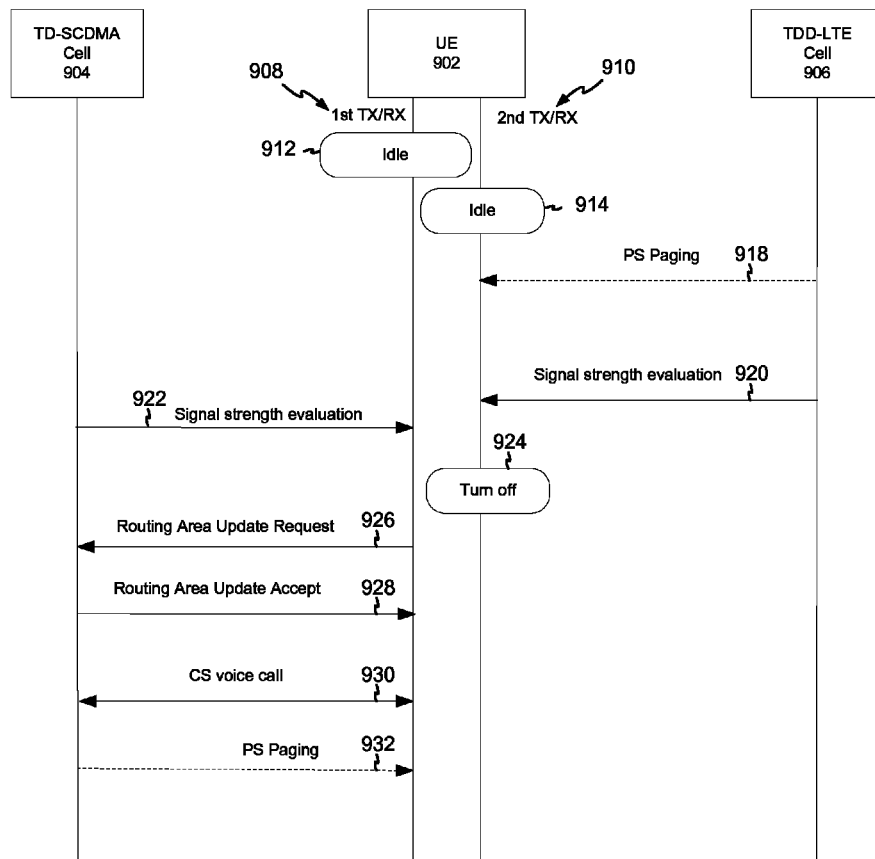 TD-SCDMA
Cell
904
UE
902
TDD-LTE
Cell
906
908
910
1st TX/RX
2nd TX/RX
912
Idle
Idle
914
PS Paging
918
Signal strength evaluation
920
922
Signal strength evaluation
924
Turn off
Routing Area Update Request
926
Routing Area Update Accept
928
CS voice call
930
PS Paging
932